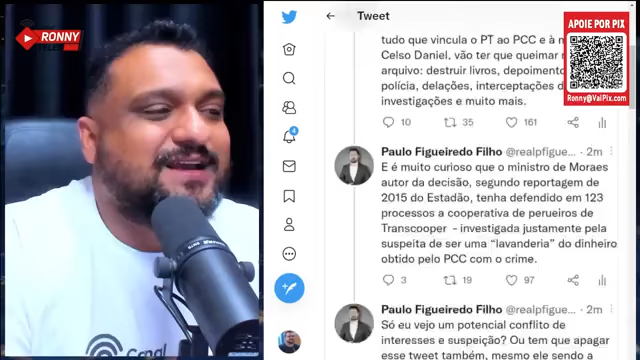 RONNY
TELES
APOIE POR PIX
Ronny@ValPix.com
Tweet
tudo que vincula o PT ao PCC e à m
Celso Daniel, vão ter que queimar
arquivo: destruir livros, depoimento
polícia, delações, interceptações d
investigações e muito mais.
10 35 161
Paulo Figueiredo Filho @realpfigue... · 2m
E é muito curioso que o ministro de Moraes
autor da decisão, segundo reportagem de
2015 do Estadão, tenha defendido em 123
processos a cooperativa de perueiros de
Transcooper - investigada justamente pela
suspeita de ser uma “lavanderia” do dinheiro
obtido pelo PCC com o crime.
3 19 97
Paulo Figueiredo Filho @realpfigue... · 2m
Só eu vejo um potencial conflito de
interesses e suspeição? Ou tem que apagar
esse tweet também, mesmo ele sendo a
4